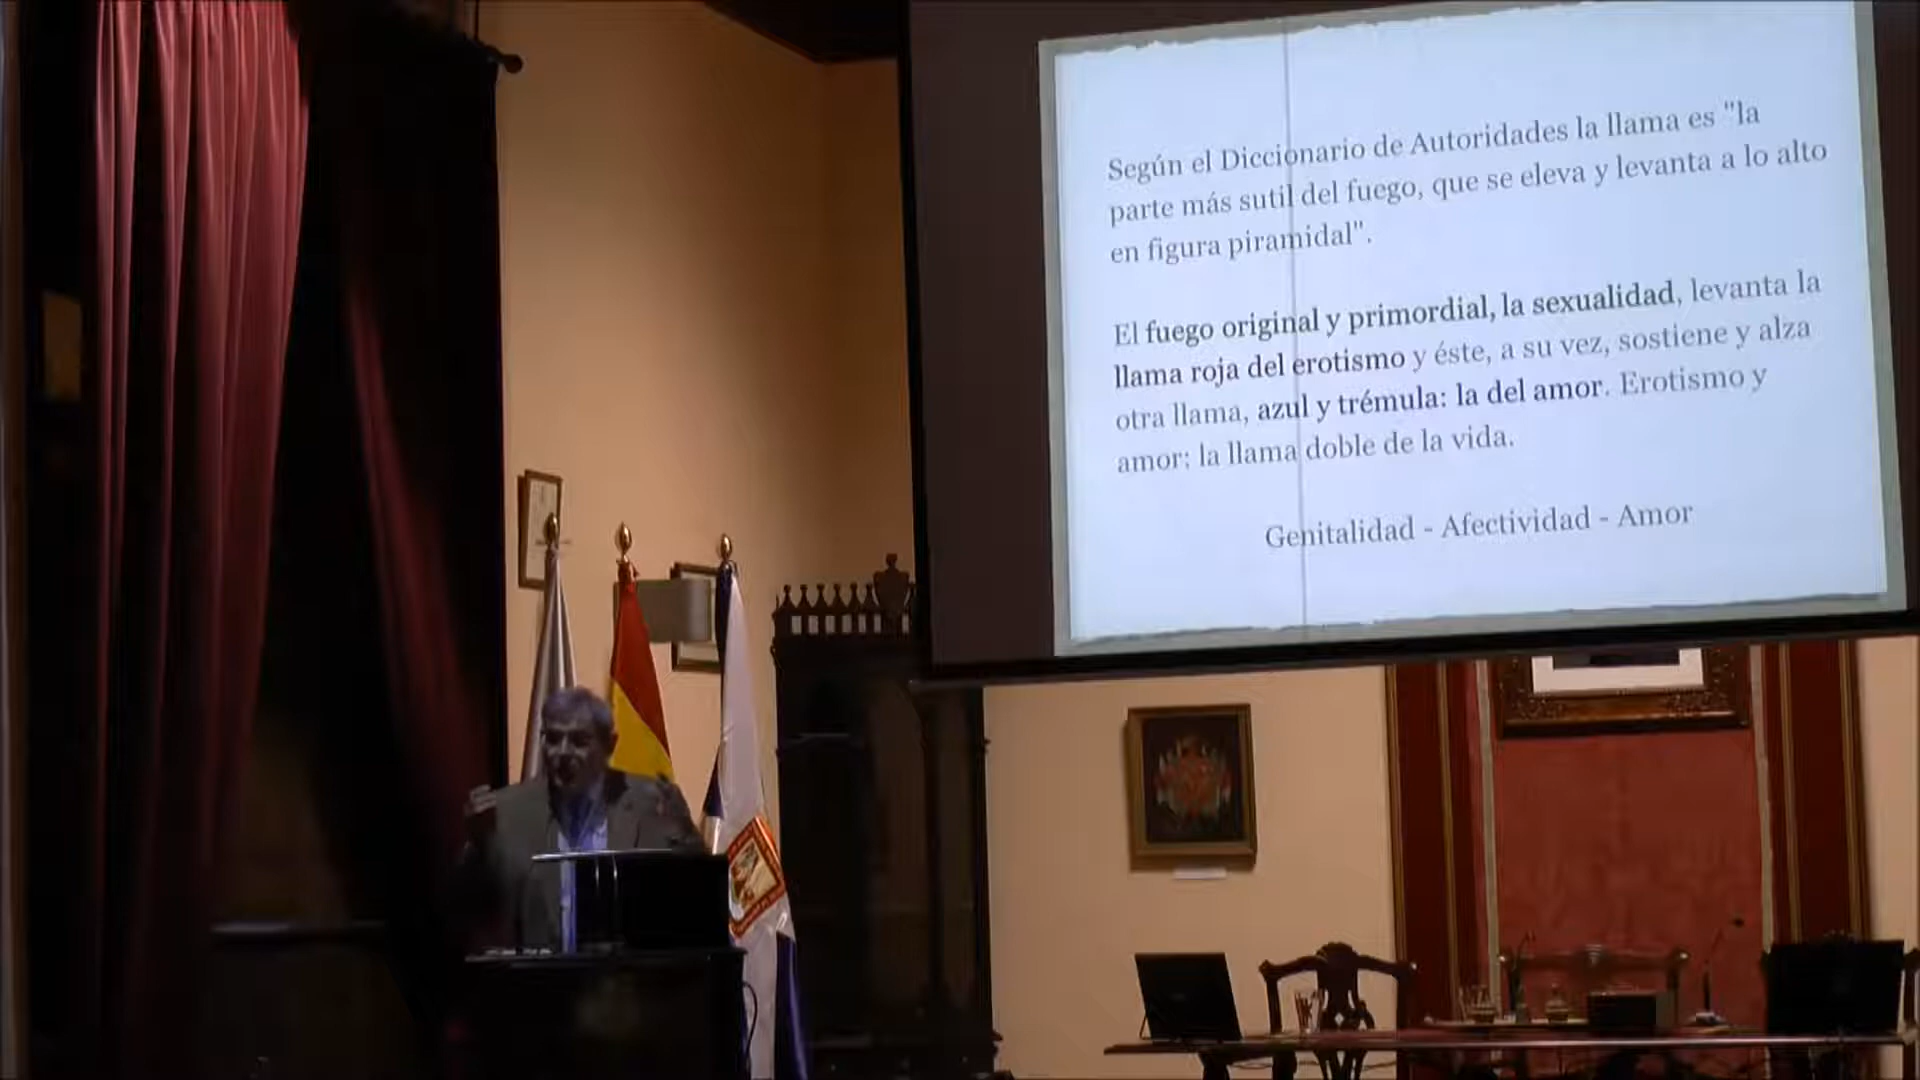 Según el Diccionario de Autoridades la llama es "la
parte más sutil del fuego, que se eleva y levanta a lo alto
en figura piramidal".
El fuego original y primordial, la sexualidad, levanta la
llama roja del erotismo y éste, a su vez, sostiene y alza
otra llama, azul y trémula: la del amor. Erotismo y
amor: la llama doble de la vida.
Genitalidad - Afectividad - Amor